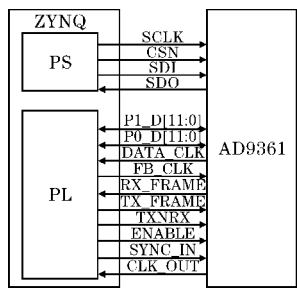 ZYNQ
PS
SCLK
CSN
SDI
SDO
P1_D[11:0]
P0_D[11:0]
DATA_CLK
FB_CLK
RX_FRAME
TX_FRAME
TXNRX
ENABLE
SYNC_IN
CLK_OUT
PL
AD9361